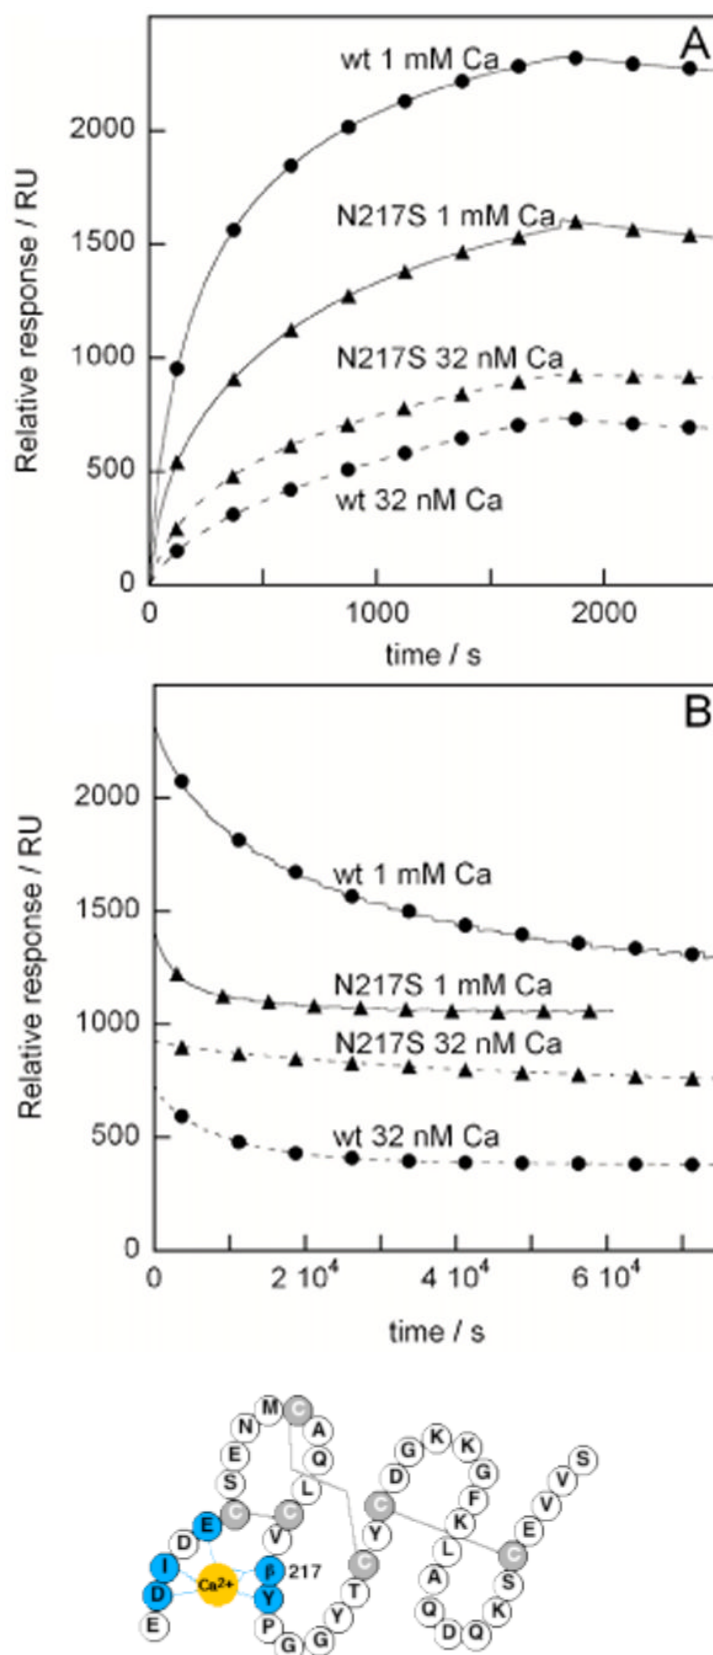 A
Relative response / RU
2000
1500
1000
500
0
wt 1 mM Ca
N217S 1 mM Ca
N217S 32 nM Ca
wt 32 nM Ca
0 1000 2000
time / s
B
Relative response / RU
2000
1500
1000
500
0
wt 1 mM Ca
N217S 1 mM Ca
N217S 32 nM Ca
wt 32 nM Ca
0 2 10⁴ 4 10⁴ 6 10⁴
time / s
E D I D E C S E N M C A Q L C V β Y P G G Y T C Y C D G K K G F K L A Q D Q K S C E V V S
Ca²⁺
217